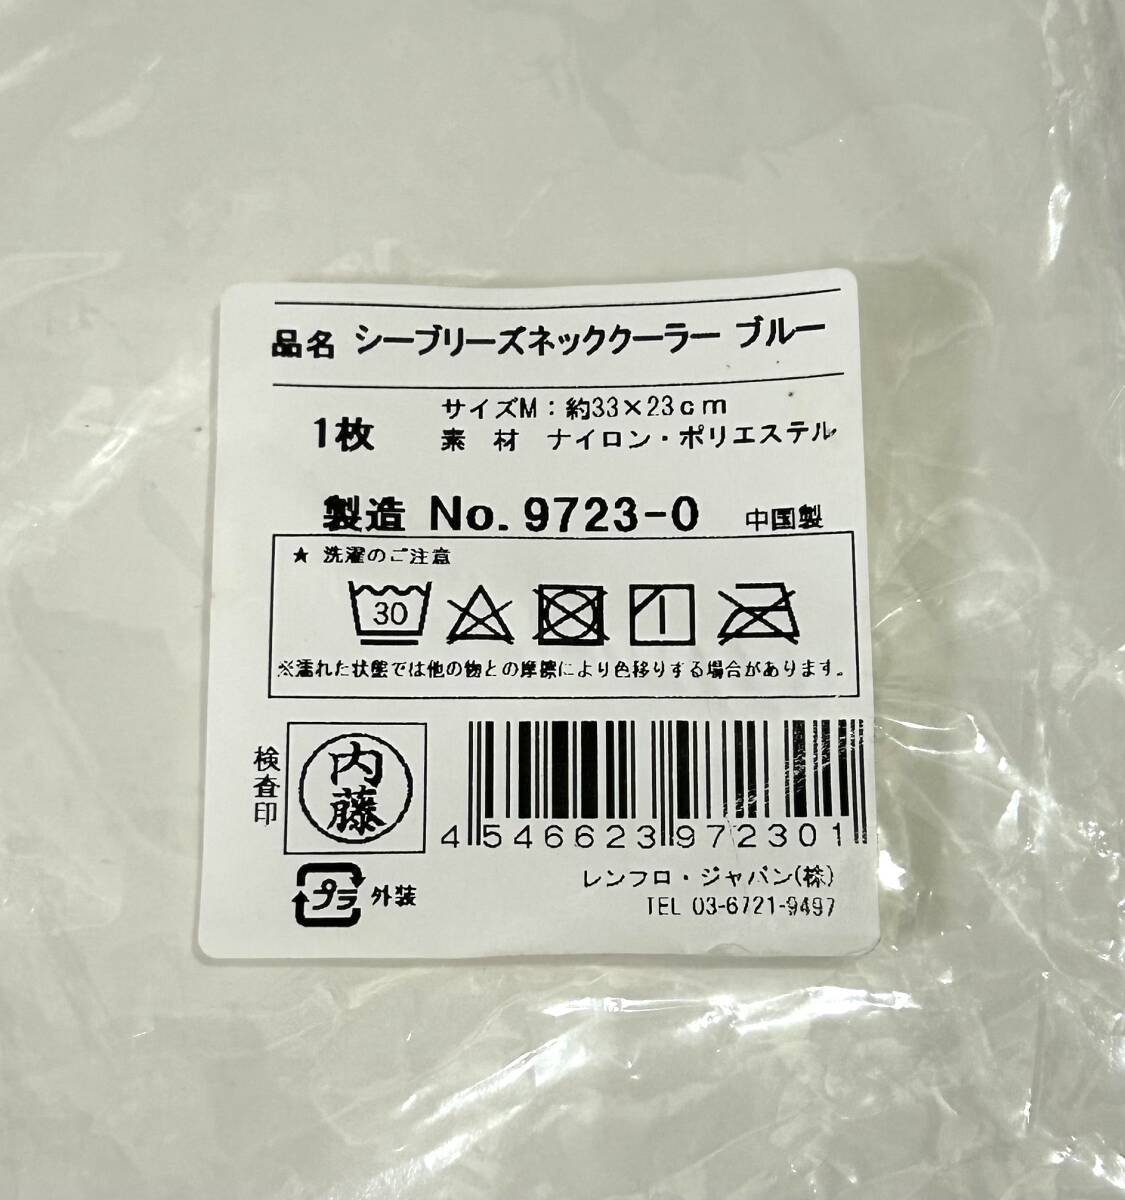 品名 シーブリーズネッククーラー ブルー
1枚
サイズM：約33×23cm
素 材 ナイロン・ポリエステル
製造 No. 9723-0 中国製
★ 洗濯のご注意
30
※濡れた状態では他の物との摩擦により色移りする場合があります。
検査印
内藤
4546623972301
プラ 外装
レンフロ・ジャパン(株)
TEL 03-6721-9497